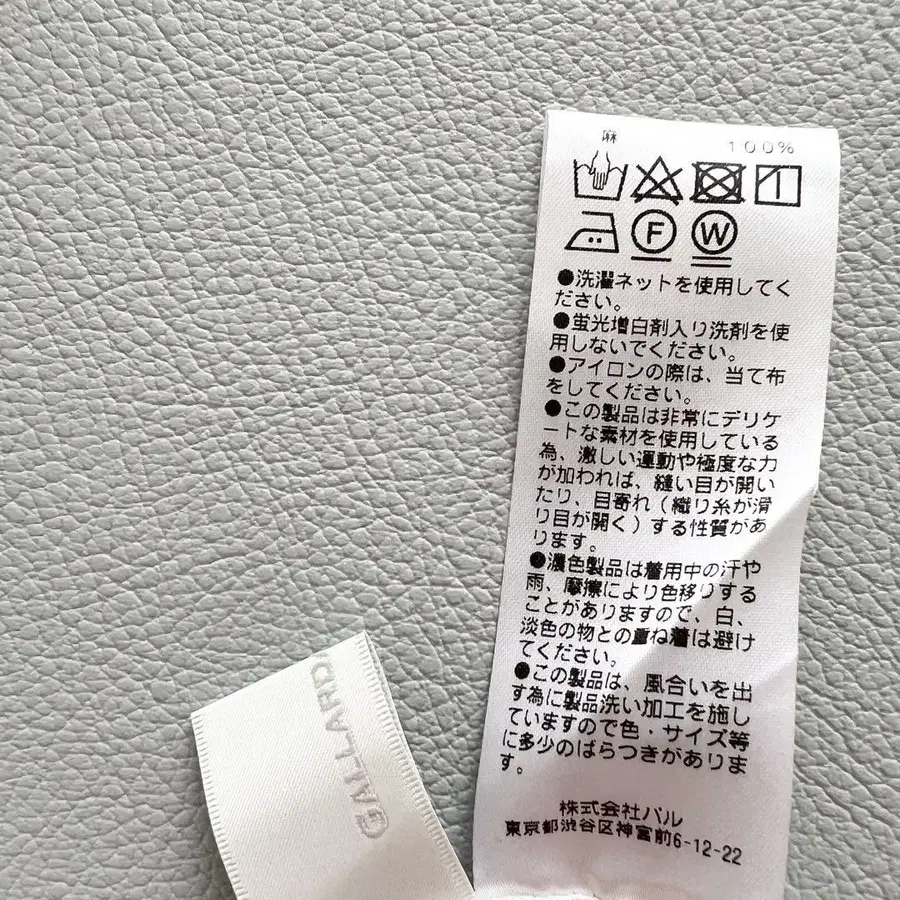 麻 100%
F W
●洗濯ネットを使用してく
ださい。
●蛍光増白剤入り洗剤を使
用しないでください。
●アイロンの際は、当て布
をしてください。
●この製品は非常にデリケ
ートな素材を使用している
為、激しい運動や極度な力
が加われば、縫い目が開い
たり、目寄れ(織り糸が滑
り目が開く)する性質があ
ります。
●濃色製品は着用中の汗や
雨、摩擦により色移りする
ことがありますので、白、
淡色の物との重ね着は避け
てください。
●この製品は、風合いを出
す為に製品洗い加工を施し
ていますので色・サイズ等
に多少のばらつきがありま
す。
株式会社パル
東京都渋谷区神宮前6-12-22
GALLARD